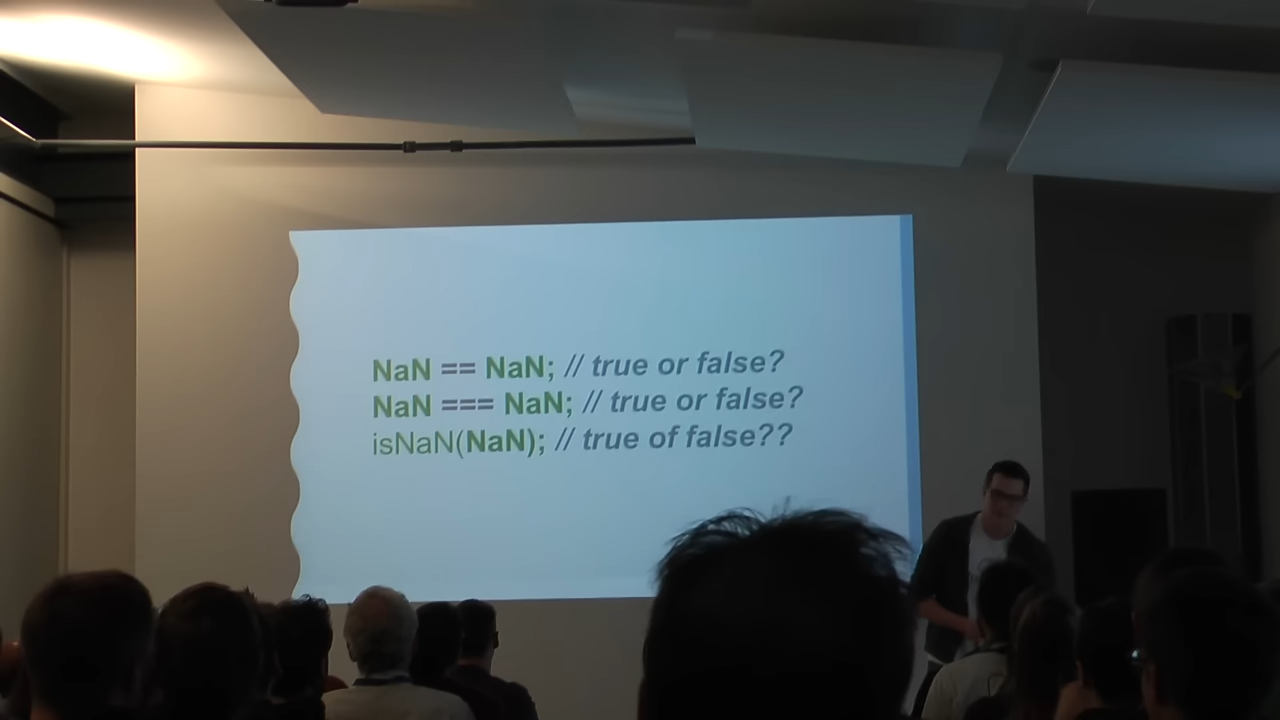 NaN == NaN; // true or false?
NaN === NaN; // true or false?
isNaN(NaN); // true of false??